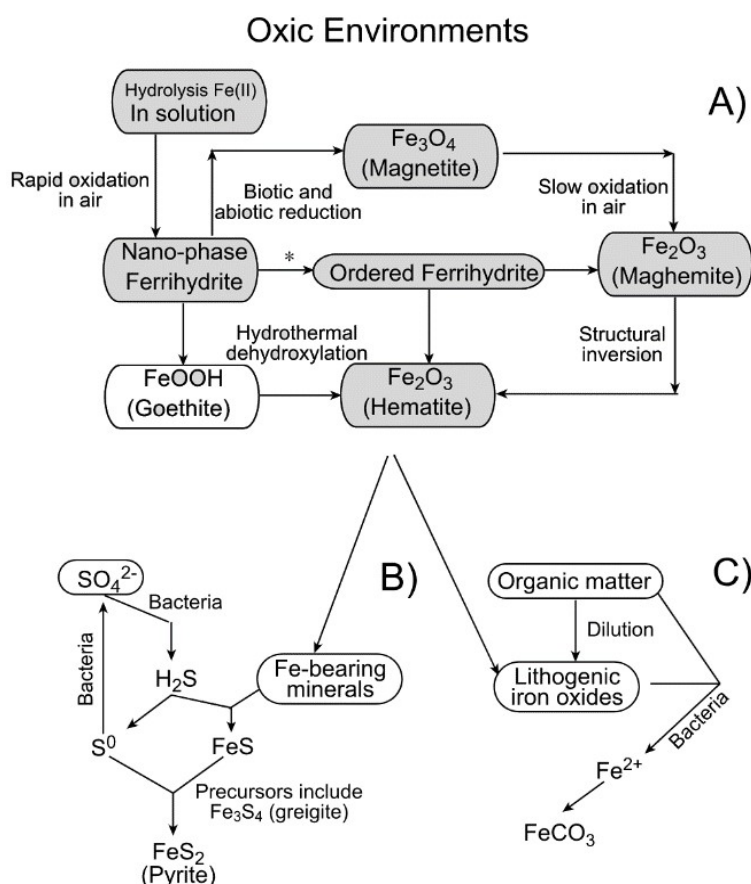 Oxic Environments
A)
Hydrolysis Fe(II)
In solution
Rapid oxidation
in air
Fe₃O₄
(Magnetite)
Biotic and
abiotic reduction
Slow oxidation
in air
Nano-phase
Ferrihydrite
*
Ordered Ferrihydrite
Fe₂O₃
(Maghemite)
Hydrothermal
dehydroxylation
Structural
inversion
FeOOH
(Goethite)
Fe₂O₃
(Hematite)
B)
SO₄²⁻
Bacteria
Bacteria
H₂S
Fe-bearing
minerals
S⁰
FeS
Precursors include
Fe₃S₄ (greigite)
FeS₂
(Pyrite)
C)
Organic matter
Dilution
Lithogenic
iron oxides
Bacteria
Fe²⁺
FeCO₃